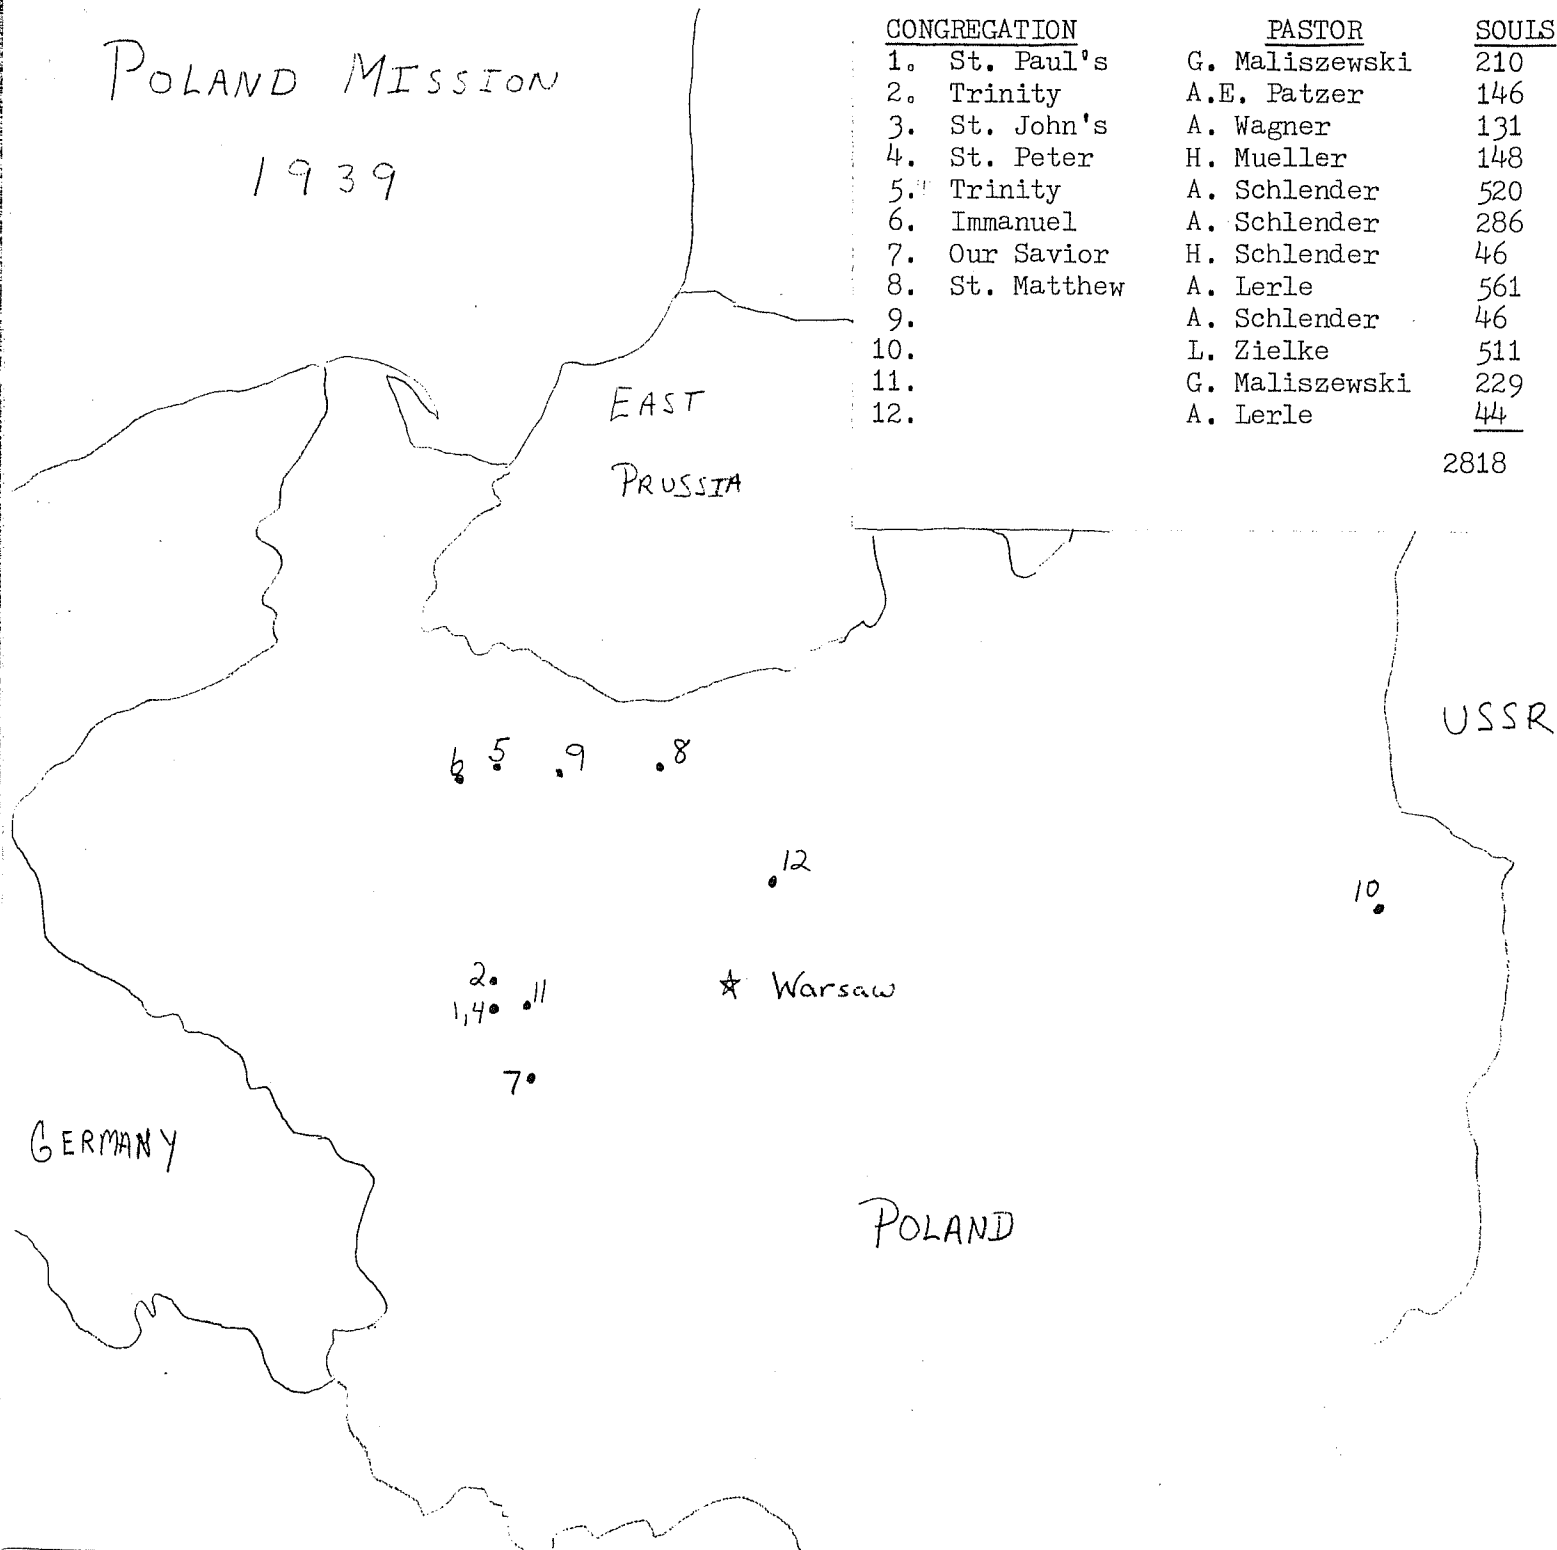 POLAND MISSION
1939
CONGREGATION PASTOR SOULS
1. St. Paul's G. Maliszewski 210
2. Trinity A.E. Patzer 146
3. St. John's A. Wagner 131
4. St. Peter H. Mueller 148
5. Trinity A. Schlender 520
6. Immanuel A. Schlender 286
7. Our Savior H. Schlender 46
8. St. Matthew A. Lerle 561
9. A. Schlender 46
10. L. Zielke 511
11. G. Maliszewski 229
12. A. Lerle 44
2818
EAST
PRUSSIA
USSR
6 5 9 8
12
10
2
1,4 11
Warsaw
7
GERMANY
POLAND